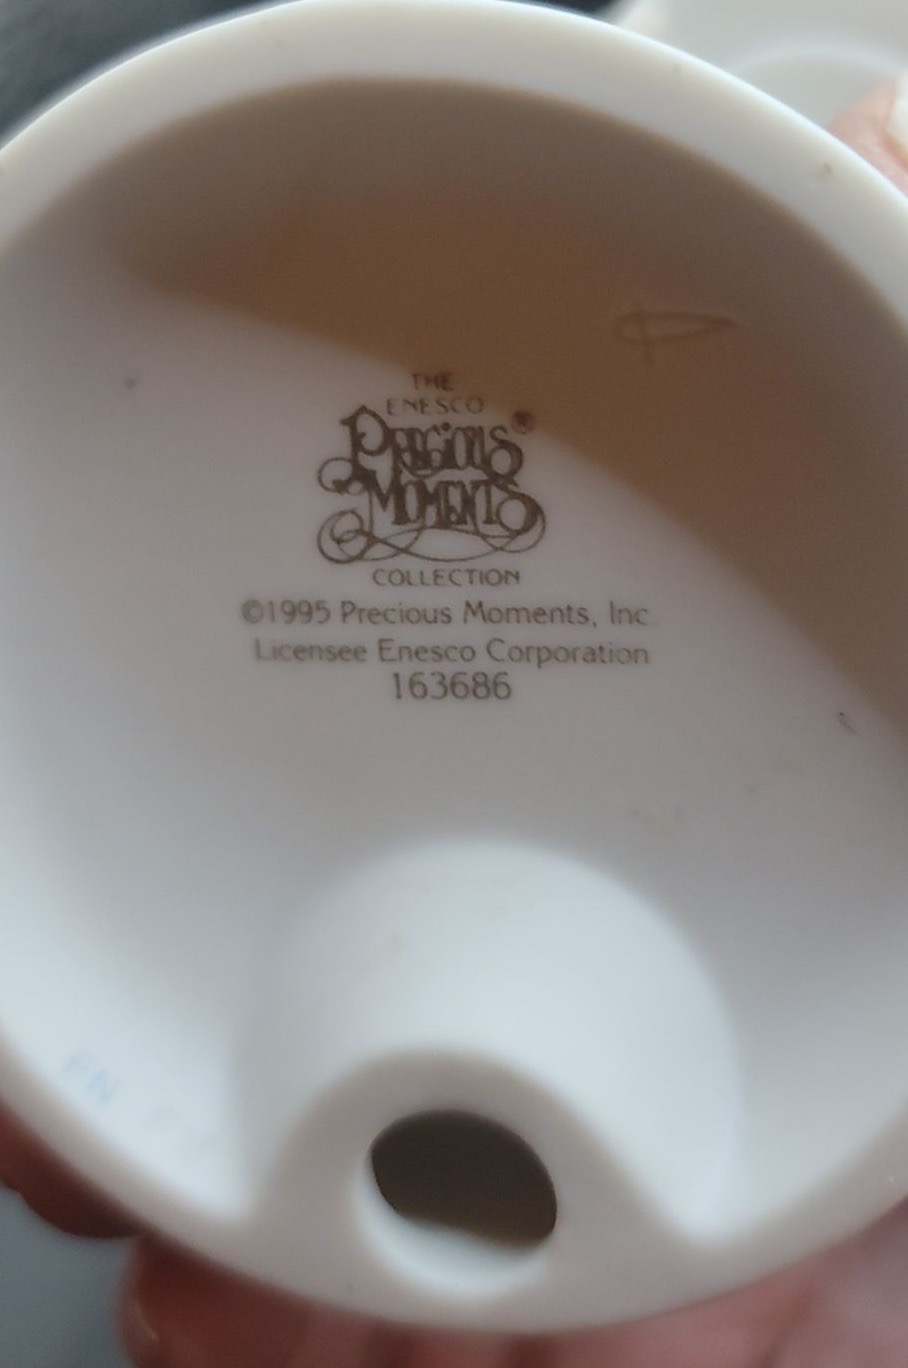 THE
ENESCO
PRECIOUS®
MOMENTS
COLLECTION
©1995 Precious Moments, Inc
Licensee Enesco Corporation
163686